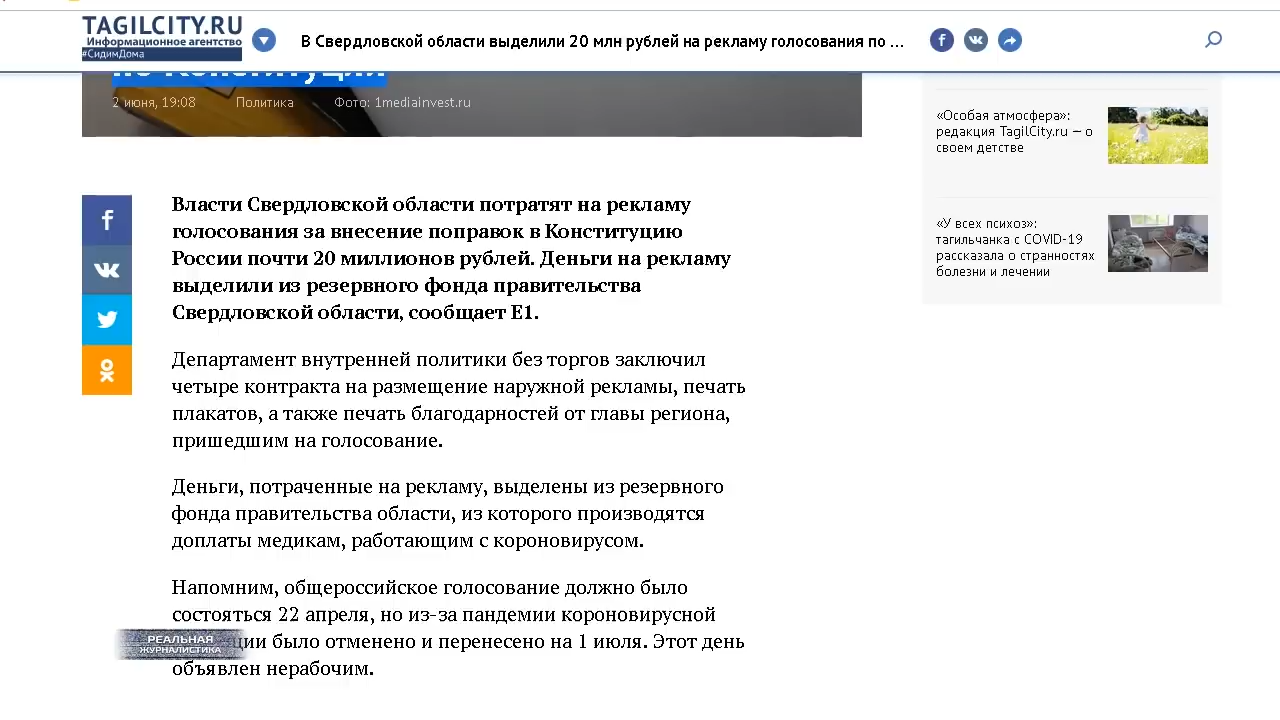 TAGILCITY.RU
Информационное агентство
#СидимДома
В Свердловской области выделили 20 млн рублей на рекламу голосования по ...
по Конституции
2 июня, 19:08 Политика Фото: 1mediainvest.ru
Власти Свердловской области потратят на рекламу
голосования за внесение поправок в Конституцию
России почти 20 миллионов рублей. Деньги на рекламу
выделили из резервного фонда правительства
Свердловской области, сообщает Е1.
Департамент внутренней политики без торгов заключил
четыре контракта на размещение наружной рекламы, печать
плакатов, а также печать благодарностей от главы региона,
пришедшим на голосование.
Деньги, потраченные на рекламу, выделены из резервного
фонда правительства области, из которого производятся
доплаты медикам, работающим с короновирусом.
Напомним, общероссийское голосование должно было
состояться 22 апреля, но из-за пандемии короновирусной
было отменено и перенесено на 1 июля. Этот день
объявлен нерабочим.
РЕАЛЬНАЯ
ЖУРНАЛИСТИКА
«Особая атмосфера»:
редакция TagilCity.ru — о
своем детстве
«У всех психоз»:
тагильчанка с COVID-19
рассказала о странностях
болезни и лечении